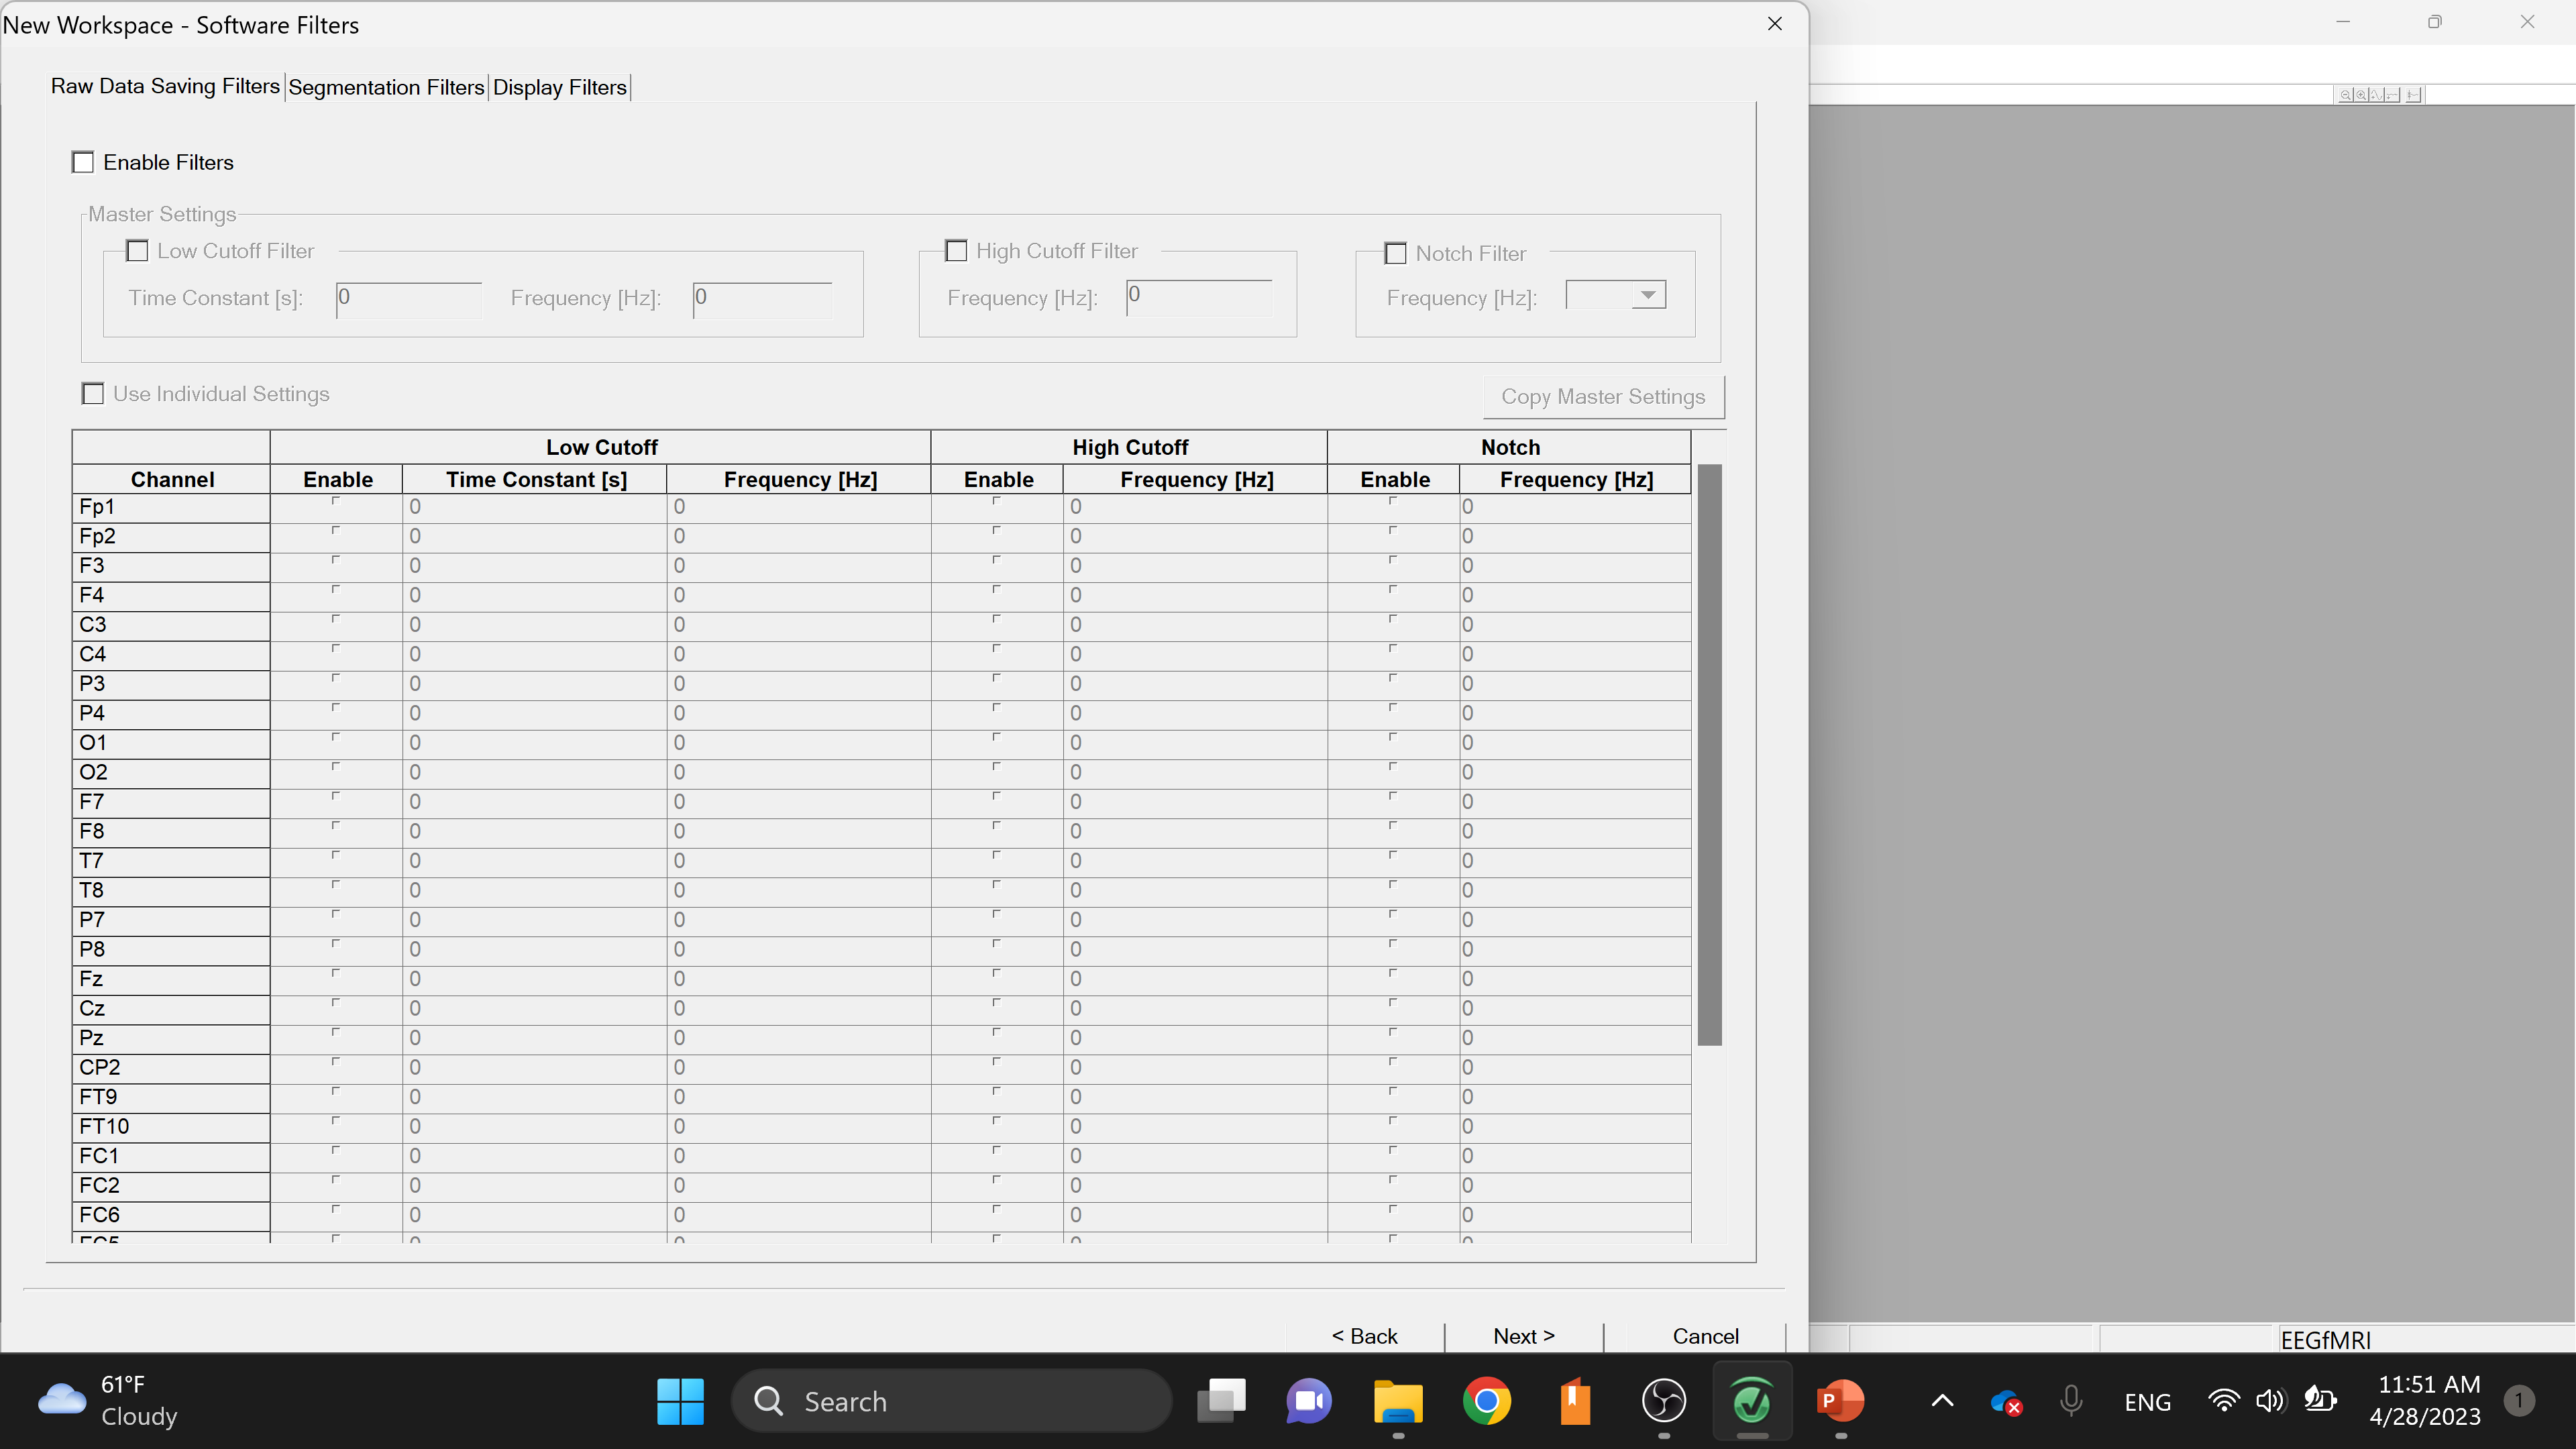 New Workspace - Software Filters
Raw Data Saving Filters Segmentation Filters Display Filters
Enable Filters
Master Settings
Low Cutoff Filter High Cutoff Filter Notch Filter
Time Constant [s]: 0 Frequency [Hz]: 0 Frequency [Hz]: 0 Frequency [Hz]:
Use Individual Settings Copy Master Settings
Low Cutoff High Cutoff Notch
Channel Enable Time Constant [s] Frequency [Hz] Enable Frequency [Hz] Enable Frequency [Hz]
Fp1 0 0 0 0
Fp2 0 0 0 0
F3 0 0 0 0
F4 0 0 0 0
C3 0 0 0 0
C4 0 0 0 0
P3 0 0 0 0
P4 0 0 0 0
O1 0 0 0 0
O2 0 0 0 0
F7 0 0 0 0
F8 0 0 0 0
T7 0 0 0 0
T8 0 0 0 0
P7 0 0 0 0
P8 0 0 0 0
Fz 0 0 0 0
Cz 0 0 0 0
Pz 0 0 0 0
CP2 0 0 0 0
FT9 0 0 0 0
FT10 0 0 0 0
FC1 0 0 0 0
FC2 0 0 0 0
FC6 0 0 0 0
FC5 0 0 0 0
< Back Next > Cancel
EEGfMRI
61°F
Cloudy
Search
P
ENG
11:51 AM
4/28/2023
1